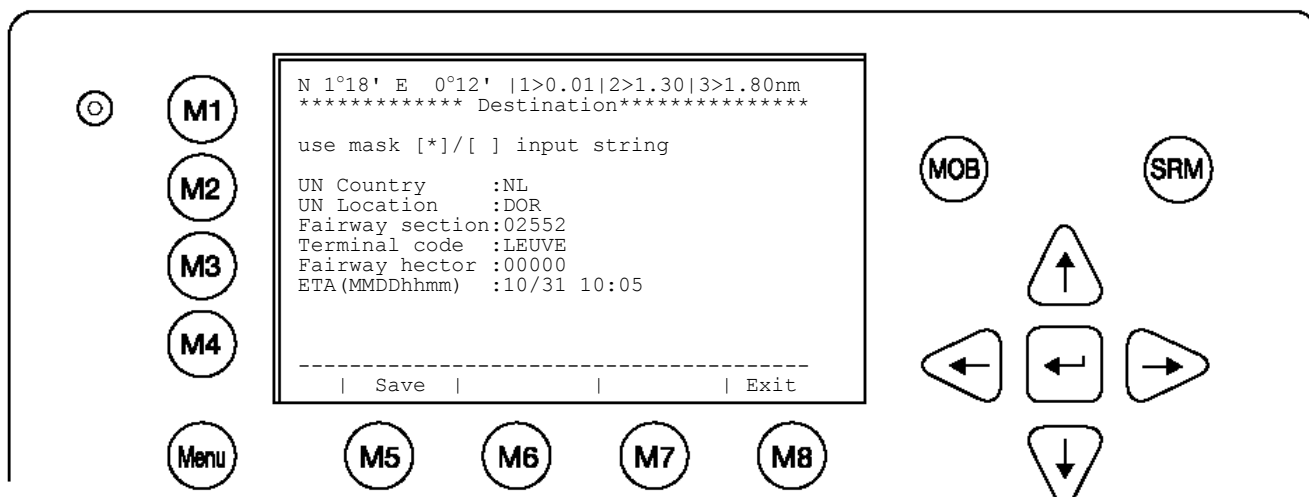 N 1°18' E  0°12' |1>0.01|2>1.30|3>1.80nm
************* Destination***************
use mask [*]/[ ] input string
UN Country      :NL
UN Location     :DOR
Fairway section:02552
Terminal code   :LEUVE
Fairway hector :00000
ETA(MMDDhhmm)   :10/31 10:05
----------------------------------------
| Save | | | Exit
M1
M2
M3
M4
Menu
M5
M6
M7
M8
MOB
SRM